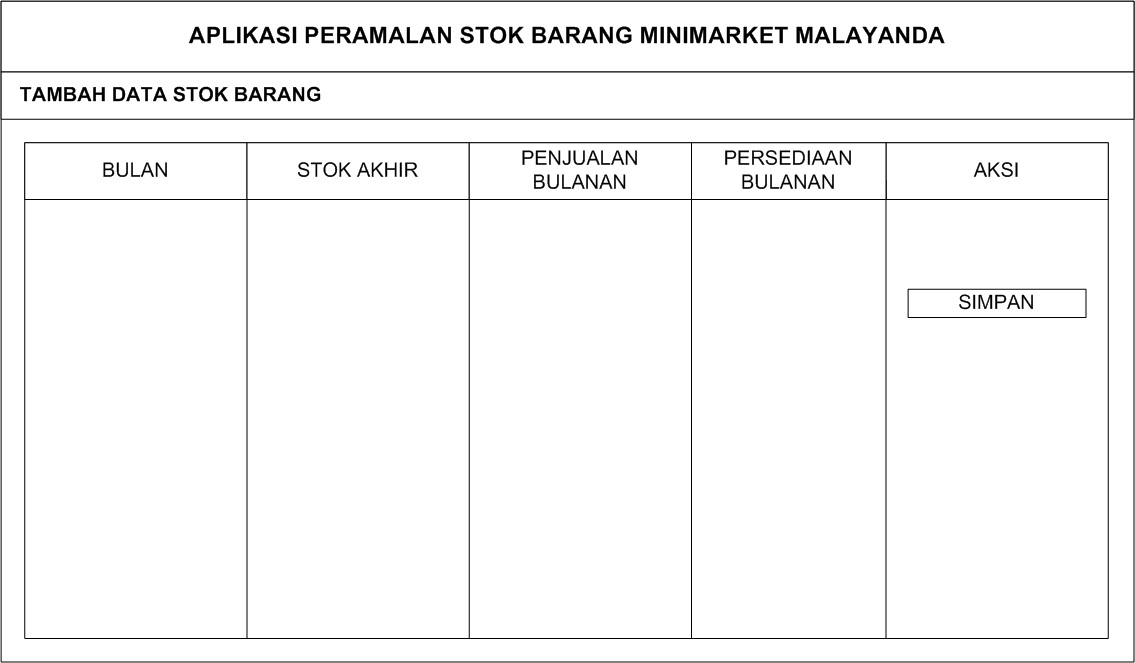 APLIKASI PERAMALAN STOK BARANG MINIMARKET MALAYANDA
TAMBAH DATA STOK BARANG
BULAN
STOK AKHIR
PENJUALAN
BULANAN
PERSEDIAAN
BULANAN
AKSI
SIMPAN